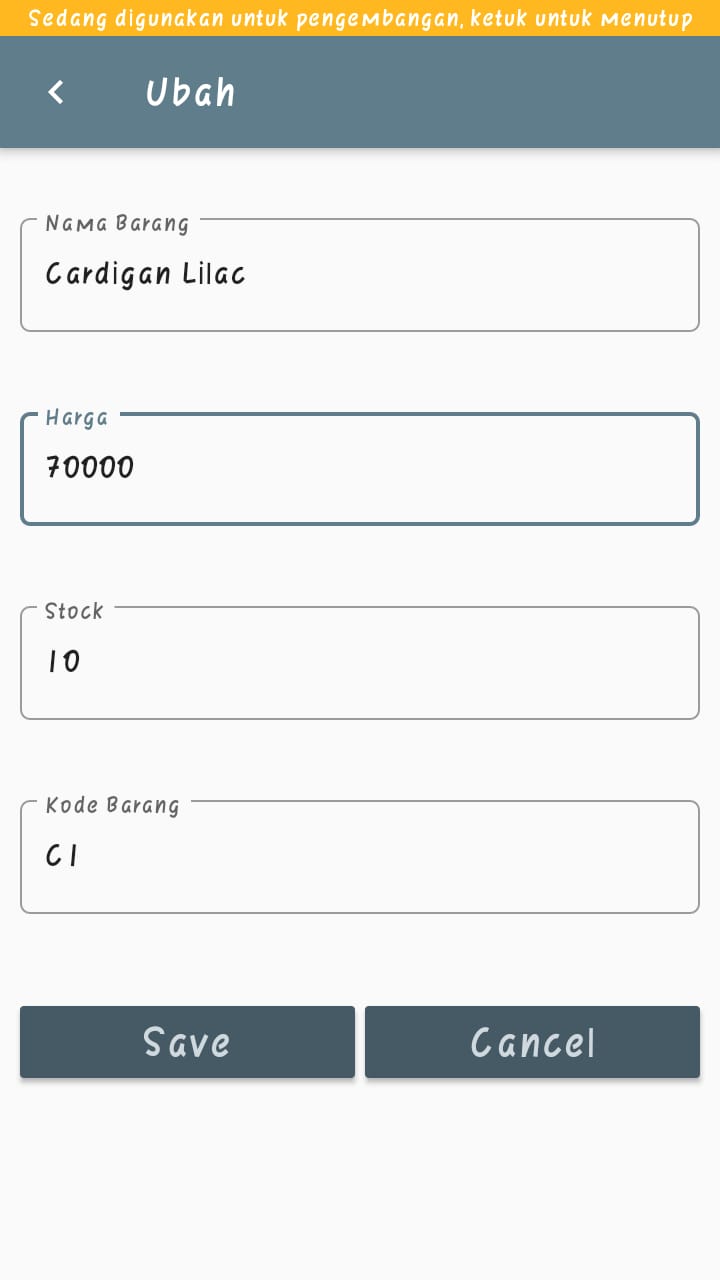 Sedang digunakan untuk pengembangan, ketuk untuk menutup
Ubah
Nama Barang
Cardigan Lilac
Harga
70000
Stock
10
Kode Barang
C1
Save
Cancel